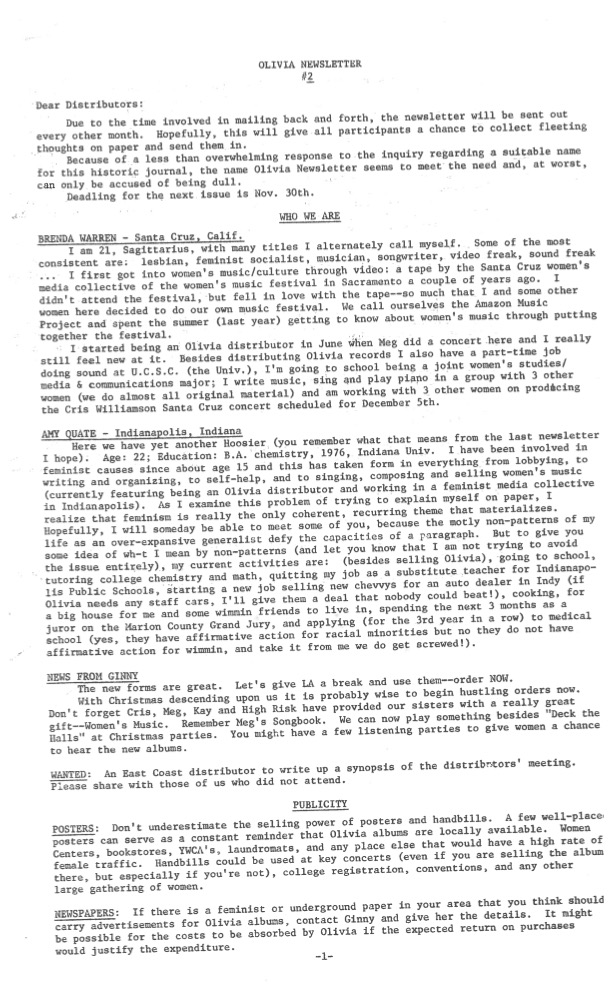 OLIVIA NEWSLETTER
#2
Dear Distributors:
Due to the time involved in mailing back and forth, the newsletter will be sent out
every other month. Hopefully, this will give all participants a chance to collect fleeting
thoughts on paper and send them in.
Because of a less than overwhelming response to the inquiry regarding a suitable name
for this historic journal, the name Olivia Newsletter seems to meet the need and, at worst,
can only be accused of being dull.
Deadling for the next issue is Nov. 30th.
WHO WE ARE
BRENDA WARREN - Santa Cruz, Calif.
I am 21, Sagittarius, with many titles I alternately call myself. Some of the most
consistent are: lesbian, feminist socialist, musician, songwriter, video freak, sound freak
... I first got into women's music/culture through video: a tape by the Santa Cruz women's
media collective of the women's music festival in Sacramento a couple of years ago. I
didn't attend the festival, but fell in love with the tape--so much that I and some other
women here decided to do our own music festival. We call ourselves the Amazon Music
Project and spent the summer (last year) getting to know about women's music through putting
together the festival.
I started being an Olivia distributor in June when Meg did a concert here and I really
still feel new at it. Besides distributing Olivia records I also have a part-time job
doing sound at U.C.S.C. (the Univ.), I'm going to school being a joint women's studies/
media & communications major; I write music, sing and play piano in a group with 3 other
women (we do almost all original material) and am working with 3 other women on producing
the Cris Williamson Santa Cruz concert scheduled for December 5th.
AMY QUATE - Indianapolis, Indiana
Here we have yet another Hoosier (you remember what that means from the last newsletter
I hope). Age: 22; Education: B.A. chemistry, 1976, Indiana Univ. I have been involved in
feminist causes since about age 15 and this has taken form in everything from lobbying, to
writing and organizing, to self-help, and to singing, composing and selling women's music
(currently featuring being an Olivia distributor and working in a feminist media collective
in Indianapolis). As I examine this problem of trying to explain myself on paper, I
realize that feminism is really the only coherent, recurring theme that materializes.
Hopefully, I will someday be able to meet some of you, because the motly non-patterns of my
life as an over-expansive generalist defy the capacities of a paragraph. But to give you
some idea of wh-t I mean by non-patterns (and let you know that I am not trying to avoid
the issue entirely), my current activities are: (besides selling Olivia), going to school,
tutoring college chemistry and math, quitting my job as a substitute teacher for Indianapo-
lis Public Schools, starting a new job selling new chevvys for an auto dealer in Indy (if
Olivia needs any staff cars, I'll give them a deal that nobody could beat!), cooking, for
a big house for me and some wimmin friends to live in, spending the next 3 months as a
juror on the Marion County Grand Jury, and applying (for the 3rd year in a row) to medical
school (yes, they have affirmative action for racial minorities but no they do not have
affirmative action for wimmin, and take it from me we do get screwed!).
NEWS FROM GINNY
The new forms are great. Let's give LA a break and use them--order NOW.
With Christmas descending upon us it is probably wise to begin hustling orders now.
Don't forget Cris, Meg, Kay and High Risk have provided our sisters with a really great
gift--Women's Music. Remember Meg's Songbook. We can now play something besides "Deck the
Halls" at Christmas parties. You might have a few listening parties to give women a chance
to hear the new albums.
WANTED: An East Coast distributor to write up a synopsis of the distributors' meeting.
Please share with those of us who did not attend.
PUBLICITY
POSTERS: Don't underestimate the selling power of posters and handbills. A few well-place
posters can serve as a constant reminder that Olivia albums are locally available. Women
Centers, bookstores, YWCA's, laundromats, and any place else that would have a high rate of
female traffic. Handbills could be used at key concerts (even if you are selling the album
there, but especially if you're not), college registration, conventions, and any other
large gathering of women.
NEWSPAPERS: If there is a feminist or underground paper in your area that you think should
carry advertisements for Olivia albums, contact Ginny and give her the details. It might
be possible for the costs to be absorbed by Olivia if the expected return on purchases
would justify the expenditure.
-1-